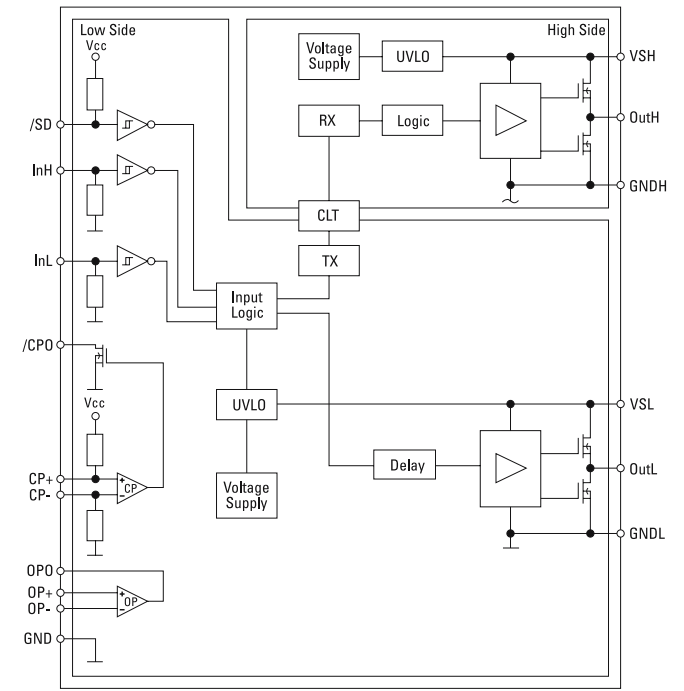 Low Side
High Side
Vcc
Voltage
Supply
UVLO
VSH
/SD
RX
Logic
OutH
InH
GNDH
CLT
InL
TX
Input
Logic
/CPO
Vcc
UVLO
VSL
CP+
CP-
+
-
CP
Delay
OutL
Voltage
Supply
GNDL
OPO
OP+
OP-
+
-
OP
GND